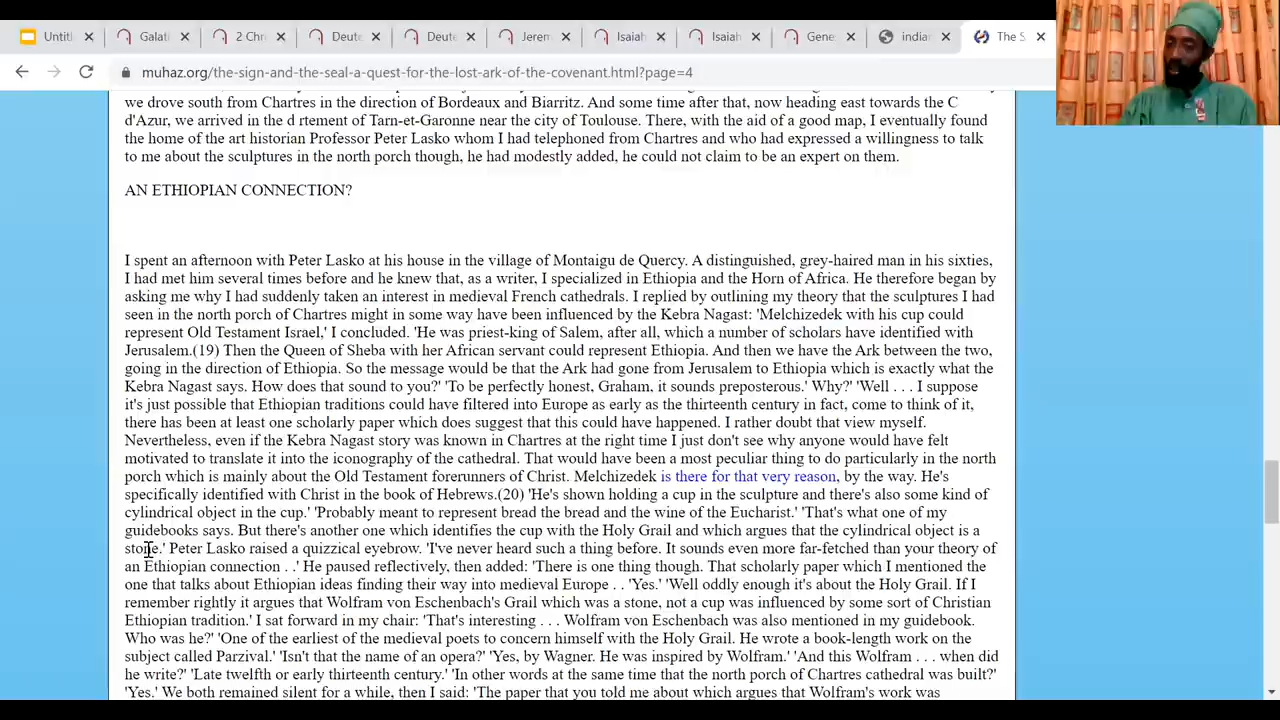 Untitl
Galati
2 Chr
Deute
Deute
Jerem
Isaiah
Isaiah
Gene
indian
The S
muhaz.org/the-sign-and-the-seal-a-quest-for-the-lost-ark-of-the-covenant.html?page=4
we drove south from Chartres in the direction of Bordeaux and Biarritz. And some time after that, now heading east towards the C
d'Azur, we arrived in the d rtement of Tarn-et-Garonne near the city of Toulouse. There, with the aid of a good map, I eventually found
the home of the art historian Professor Peter Lasko whom I had telephoned from Chartres and who had expressed a willingness to talk
to me about the sculptures in the north porch though, he had modestly added, he could not claim to be an expert on them.
AN ETHIOPIAN CONNECTION?
I spent an afternoon with Peter Lasko at his house in the village of Montaigu de Quercy. A distinguished, grey-haired man in his sixties,
I had met him several times before and he knew that, as a writer, I specialized in Ethiopia and the Horn of Africa. He therefore began by
asking me why I had suddenly taken an interest in medieval French cathedrals. I replied by outlining my theory that the sculptures I had
seen in the north porch of Chartres might in some way have been influenced by the Kebra Nagast: 'Melchizedek with his cup could
represent Old Testament Israel,' I concluded. 'He was priest-king of Salem, after all, which a number of scholars have identified with
Jerusalem.(19) Then the Queen of Sheba with her African servant could represent Ethiopia. And then we have the Ark between the two,
going in the direction of Ethiopia. So the message would be that the Ark had gone from Jerusalem to Ethiopia which is exactly what the
Kebra Nagast says. How does that sound to you?' 'To be perfectly honest, Graham, it sounds preposterous.' Why?' 'Well . . . I suppose
it's just possible that Ethiopian traditions could have filtered into Europe as early as the thirteenth century in fact, come to think of it,
there has been at least one scholarly paper which does suggest that this could have happened. I rather doubt that view myself.
Nevertheless, even if the Kebra Nagast story was known in Chartres at the right time I just don't see why anyone would have felt
motivated to translate it into the iconography of the cathedral. That would have been a most peculiar thing to do particularly in the north
porch which is mainly about the Old Testament forerunners of Christ. Melchizedek is there for that very reason, by the way. He's
specifically identified with Christ in the book of Hebrews.(20) 'He's shown holding a cup in the sculpture and there's also some kind of
cylindrical object in the cup.' 'Probably meant to represent bread the bread and the wine of the Eucharist.' 'That's what one of my
guidebooks says. But there's another one which identifies the cup with the Holy Grail and which argues that the cylindrical object is a
stone.' Peter Lasko raised a quizzical eyebrow. 'I've never heard such a thing before. It sounds even more far-fetched than your theory of
an Ethiopian connection . .' He paused reflectively, then added: 'There is one thing though. That scholarly paper which I mentioned the
one that talks about Ethiopian ideas finding their way into medieval Europe . . 'Yes.' 'Well oddly enough it's about the Holy Grail. If I
remember rightly it argues that Wolfram von Eschenbach's Grail which was a stone, not a cup was influenced by some sort of Christian
Ethiopian tradition.' I sat forward in my chair: 'That's interesting . . . Wolfram von Eschenbach was also mentioned in my guidebook.
Who was he?' 'One of the earliest of the medieval poets to concern himself with the Holy Grail. He wrote a book-length work on the
subject called Parzival.' 'Isn't that the name of an opera?' 'Yes, by Wagner. He was inspired by Wolfram.' 'And this Wolfram . . . when did
he write?' 'Late twelfth or early thirteenth century.' 'In other words at the same time that the north porch of Chartres cathedral was built?'
'Yes.' We both remained silent for a while, then I said: 'The paper that you told me about which argues that Wolfram's work was